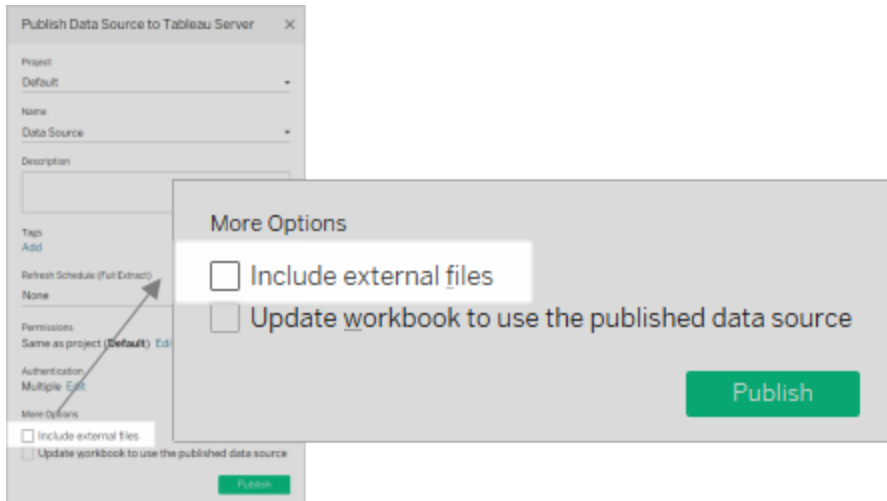 Publish Data Source to Tableau Server
Project
Default
Name
Data Source
Description
Tags
Add
Refresh Schedule (Full Extract)
None
Permissions
Same as project (Default) Edi
Authentication
Multiple Edit
More Options
Include external files
Update workbook to use the published data source
Publish
More Options
Include external files
Update workbook to use the published data source
Publish